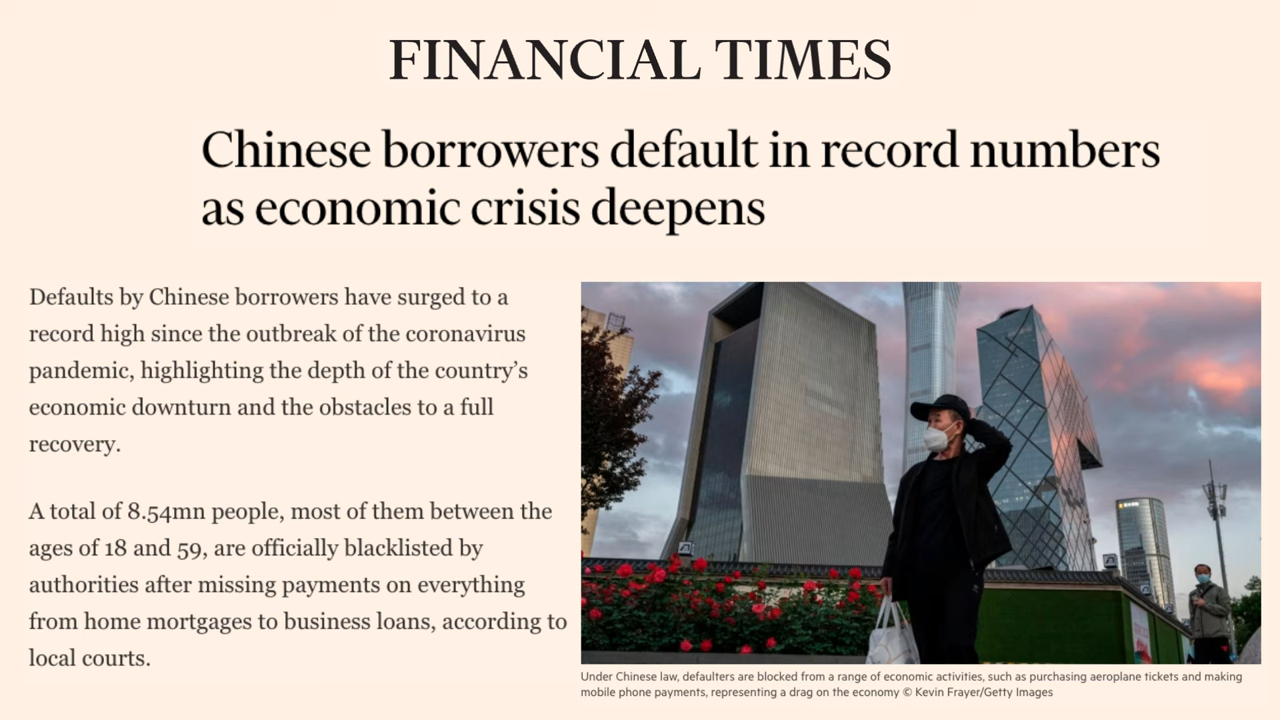 FINANCIAL TIMES
Chinese borrowers default in record numbers
as economic crisis deepens
Defaults by Chinese borrowers have surged to a
record high since the outbreak of the coronavirus
pandemic, highlighting the depth of the country’s
economic downturn and the obstacles to a full
recovery.
A total of 8.54mn people, most of them between the
ages of 18 and 59, are officially blacklisted by
authorities after missing payments on everything
from home mortgages to business loans, according to
local courts.
Under Chinese law, defaulters are blocked from a range of economic activities, such as purchasing aeroplane tickets and making
mobile phone payments, representing a drag on the economy © Kevin Frayer/Getty Images